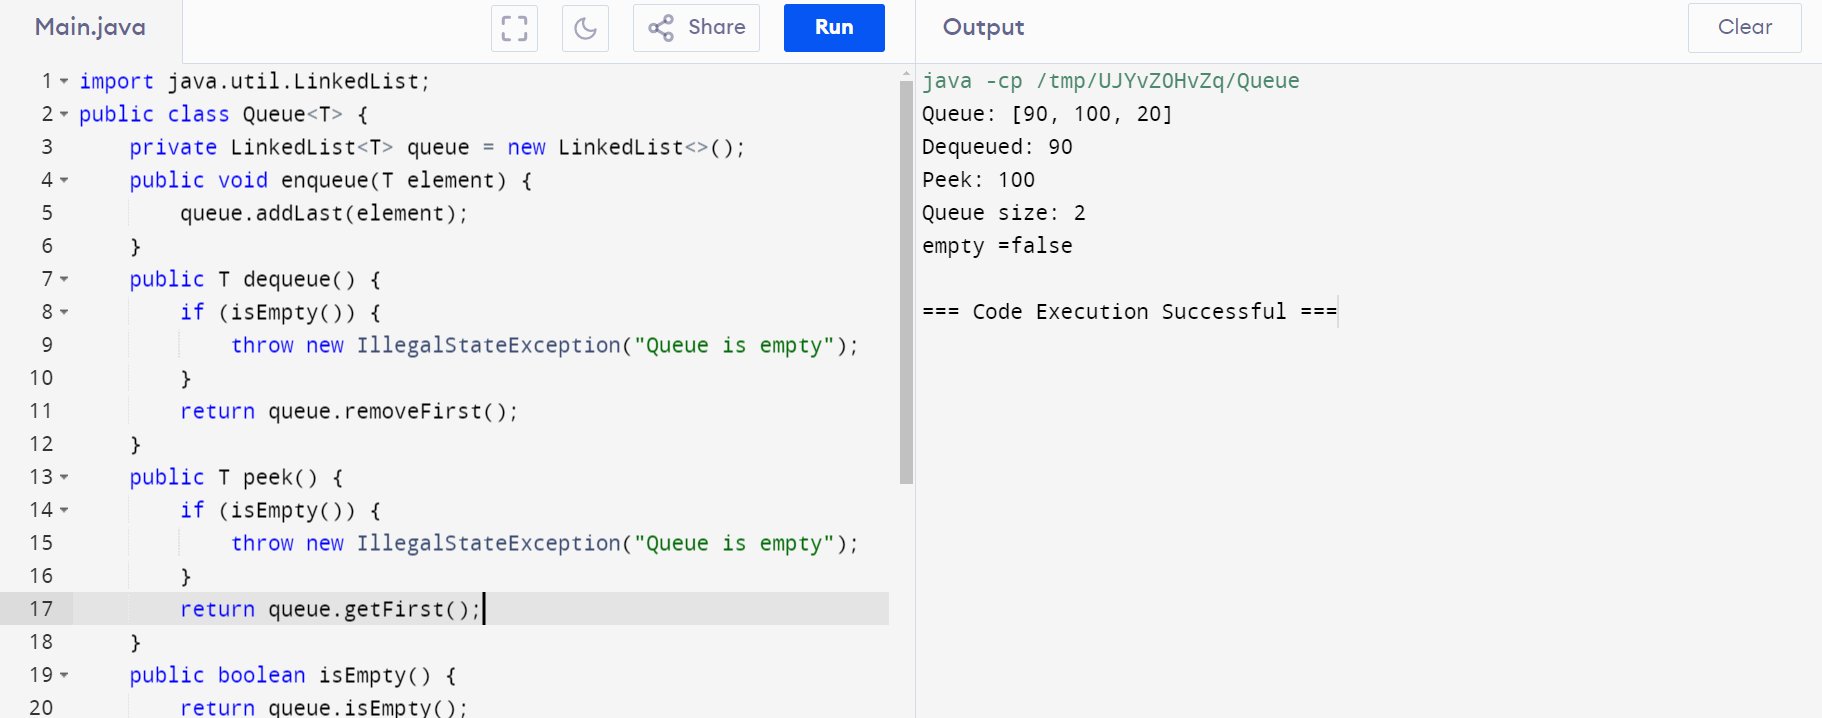 Main.java
Share
Run
Output
Clear
1 import java.util.LinkedList;
2 public class Queue<T> {
3 private LinkedList<T> queue = new LinkedList<>();
4 public void enqueue(T element) {
5 queue.addLast(element);
6 }
7 public T dequeue() {
8 if (isEmpty()) {
9 throw new IllegalStateException("Queue is empty");
10 }
11 return queue.removeFirst();
12 }
13 public T peek() {
14 if (isEmpty()) {
15 throw new IllegalStateException("Queue is empty");
16 }
17 return queue.getFirst();
18 }
19 public boolean isEmpty() {
20 return queue.isEmpty();
java -cp /tmp/UJYvZOHvZq/Queue
Queue: [90, 100, 20]
Dequeued: 90
Peek: 100
Queue size: 2
empty =false
=== Code Execution Successful ===